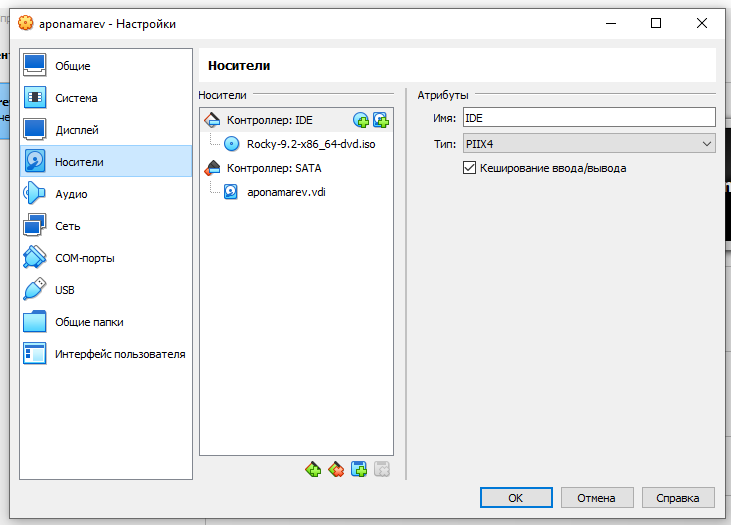 aponamarev - Настройки
Общие
Система
Дисплей
Носители
Аудио
Сеть
COM-порты
USB
Общие папки
Интерфейс пользователя
Носители
Носители
Контроллер: IDE
Rocky-9.2-x86_64-dvd.iso
Контроллер: SATA
aponamarev.vdi
Атрибуты
Имя: IDE
Тип: PIIX4
Кеширование ввода/вывода
OK Отмена Справка